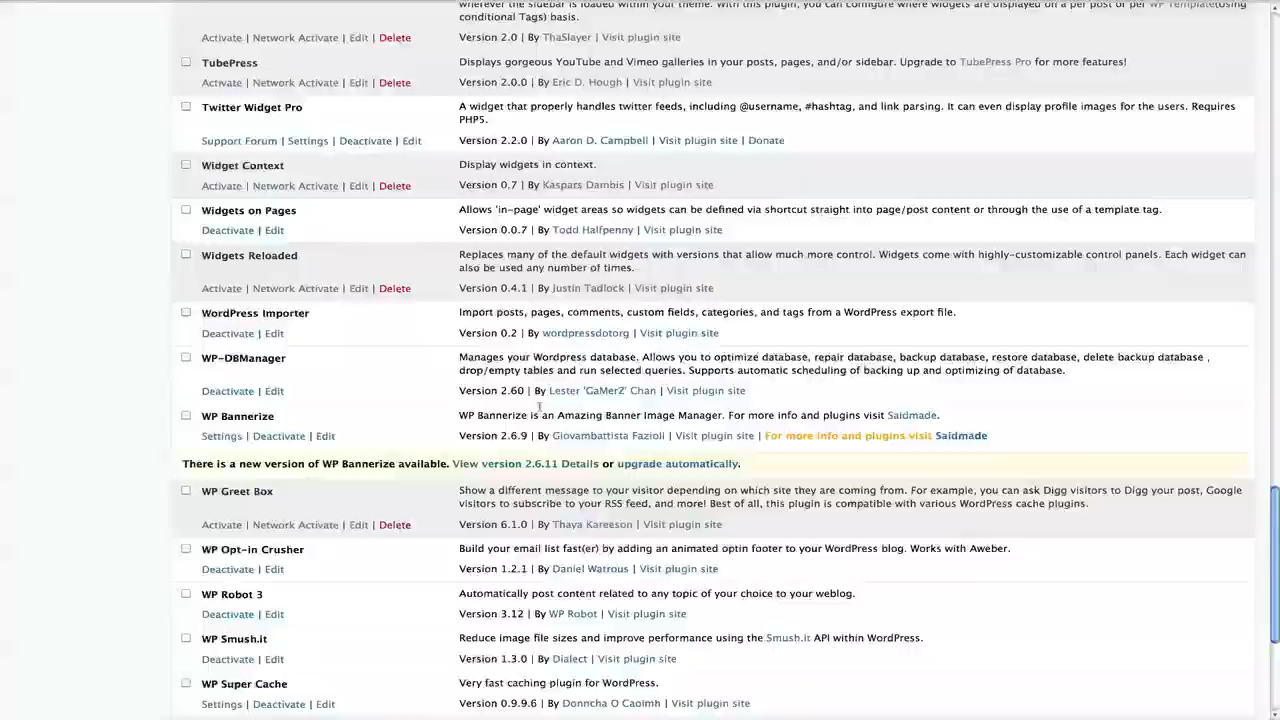 wherever the sidebar is loaded within your theme. With this plugin, you can configure where widgets are displayed on a per post or per WP Template(using
conditional Tags) basis.
Activate | Network Activate | Edit | Delete
Version 2.0 | By ThaSlayer | Visit plugin site
TubePress
Displays gorgeous YouTube and Vimeo galleries in your posts, pages, and/or sidebar. Upgrade to TubePress Pro for more features!
Activate | Network Activate | Edit | Delete
Version 2.0.0 | By Eric D. Hough | Visit plugin site
Twitter Widget Pro
A widget that properly handles twitter feeds, including @username, #hashtag, and link parsing. It can even display profile images for the users. Requires
PHP5.
Support Forum | Settings | Deactivate | Edit
Version 2.2.0 | By Aaron D. Campbell | Visit plugin site | Donate
Widget Context
Display widgets in context.
Activate | Network Activate | Edit | Delete
Version 0.7 | By Kaspars Dambis | Visit plugin site
Widgets on Pages
Allows 'in-page' widget areas so widgets can be defined via shortcut straight into page/post content or through the use of a template tag.
Deactivate | Edit
Version 0.0.7 | By Todd Halfpenny | Visit plugin site
Widgets Reloaded
Replaces many of the default widgets with versions that allow much more control. Widgets come with highly-customizable control panels. Each widget can
also be used any number of times.
Activate | Network Activate | Edit | Delete
Version 0.4.1 | By Justin Tadlock | Visit plugin site
WordPress Importer
Import posts, pages, comments, custom fields, categories, and tags from a WordPress export file.
Deactivate | Edit
Version 0.2 | By wordpressdotorg | Visit plugin site
WP-DBManager
Manages your Wordpress database. Allows you to optimize database, repair database, backup database, restore database, delete backup database ,
drop/empty tables and run selected queries. Supports automatic scheduling of backing up and optimizing of database.
Deactivate | Edit
Version 2.60 | By Lester 'GaMerZ' Chan | Visit plugin site
WP Bannerize
WP Bannerize is an Amazing Banner Image Manager. For more info and plugins visit Saidmade.
Settings | Deactivate | Edit
Version 2.6.9 | By Giovambattista Fazioli | Visit plugin site | For more info and plugins visit Saidmade
There is a new version of WP Bannerize available. View version 2.6.11 Details or upgrade automatically.
WP Greet Box
Show a different message to your visitor depending on which site they are coming from. For example, you can ask Digg visitors to Digg your post, Google
visitors to subscribe to your RSS feed, and more! Best of all, this plugin is compatible with various WordPress cache plugins.
Activate | Network Activate | Edit | Delete
Version 6.1.0 | By Thaya Kareeson | Visit plugin site
WP Opt-in Crusher
Build your email list fast(er) by adding an animated optin footer to your WordPress blog. Works with Aweber.
Deactivate | Edit
Version 1.2.1 | By Daniel Watrous | Visit plugin site
WP Robot 3
Automatically post content related to any topic of your choice to your weblog.
Deactivate | Edit
Version 3.12 | By WP Robot | Visit plugin site
WP Smush.it
Reduce image file sizes and improve performance using the Smush.it API within WordPress.
Deactivate | Edit
Version 1.3.0 | By Dialect | Visit plugin site
WP Super Cache
Very fast caching plugin for WordPress.
Settings | Deactivate | Edit
Version 0.9.9.6 | By Donncha O Caoimh | Visit plugin site